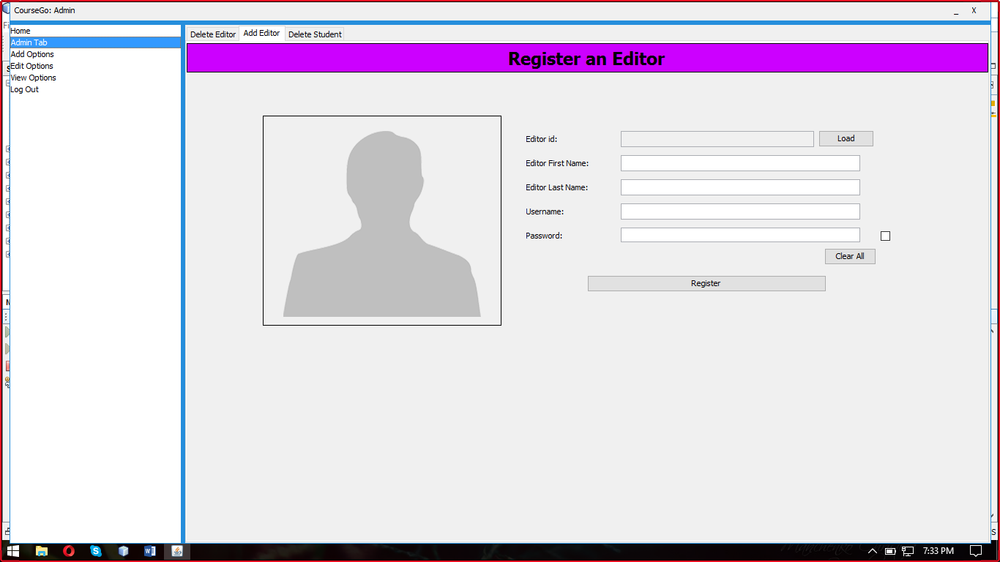 CourseGo: Admin
_ X
Fi
Home
Admin Tab
Add Options
Edit Options
View Options
Log Out
Delete Editor Add Editor Delete Student
Register an Editor
Editor id: Load
Editor First Name:
Editor Last Name:
Username:
Password:
Clear All
Register
S
7:33 PM